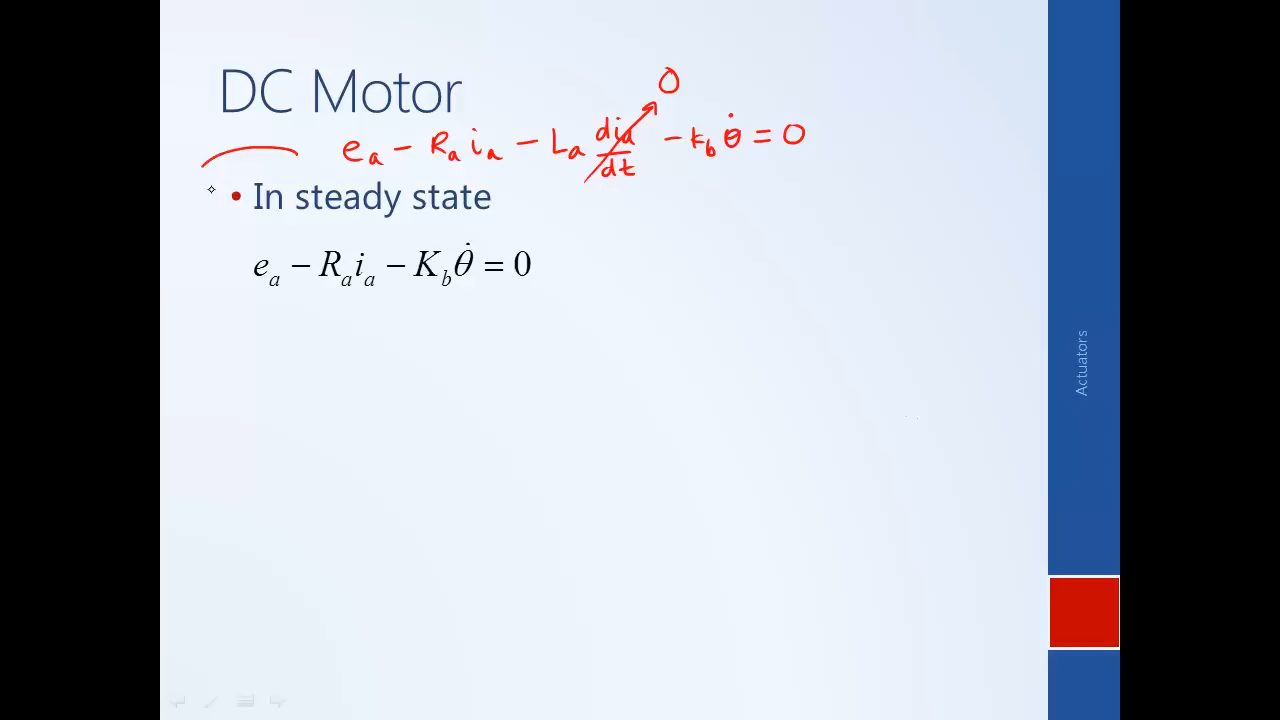 DC Motor
e_a - R_a i_a - L_a di_a/dt - K_b θ̇ = 0
0
• In steady state
e_a − R_a i_a − K_b θ̇ = 0
Actuators